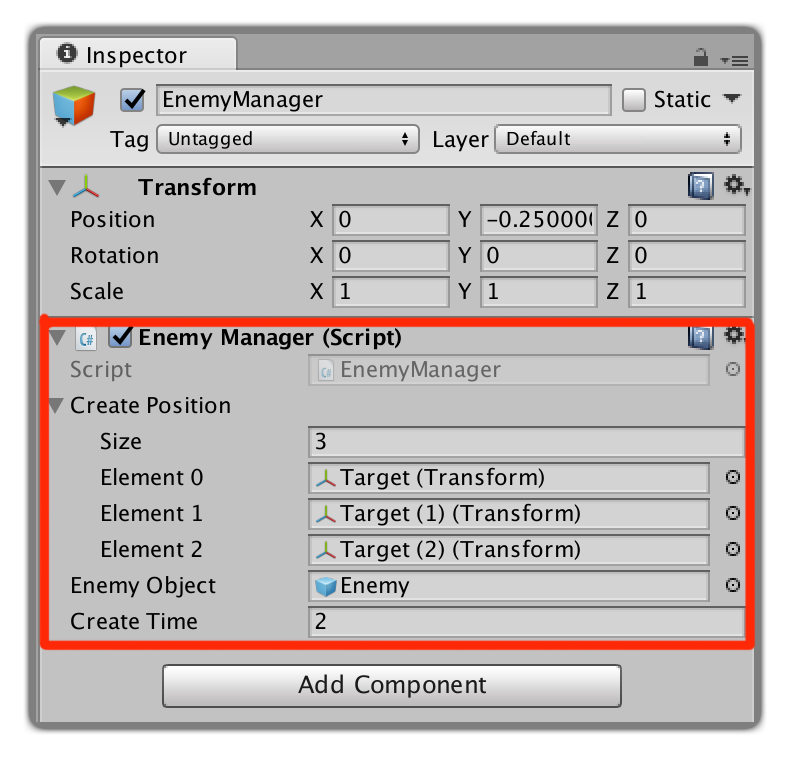 Inspector
EnemyManager Static
Tag Untagged Layer Default
Transform
Position X 0 Y -0.250000 Z 0
Rotation X 0 Y 0 Z 0
Scale X 1 Y 1 Z 1
C# Enemy Manager (Script)
Script C# EnemyManager
Create Position
Size 3
Element 0 Target (Transform)
Element 1 Target (1) (Transform)
Element 2 Target (2) (Transform)
Enemy Object Enemy
Create Time 2
Add Component